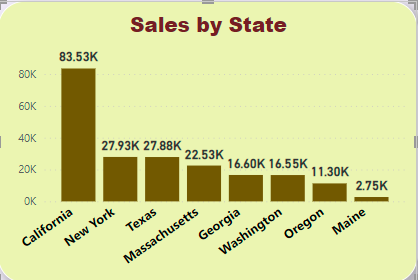 Sales by State
83.53K
80K
60K
40K
27.93K 27.88K
22.53K
16.60K 16.55K
20K
11.30K
2.75K
0K
California
New York
Texas
Massachusetts
Georgia
Washington
Oregon
Maine